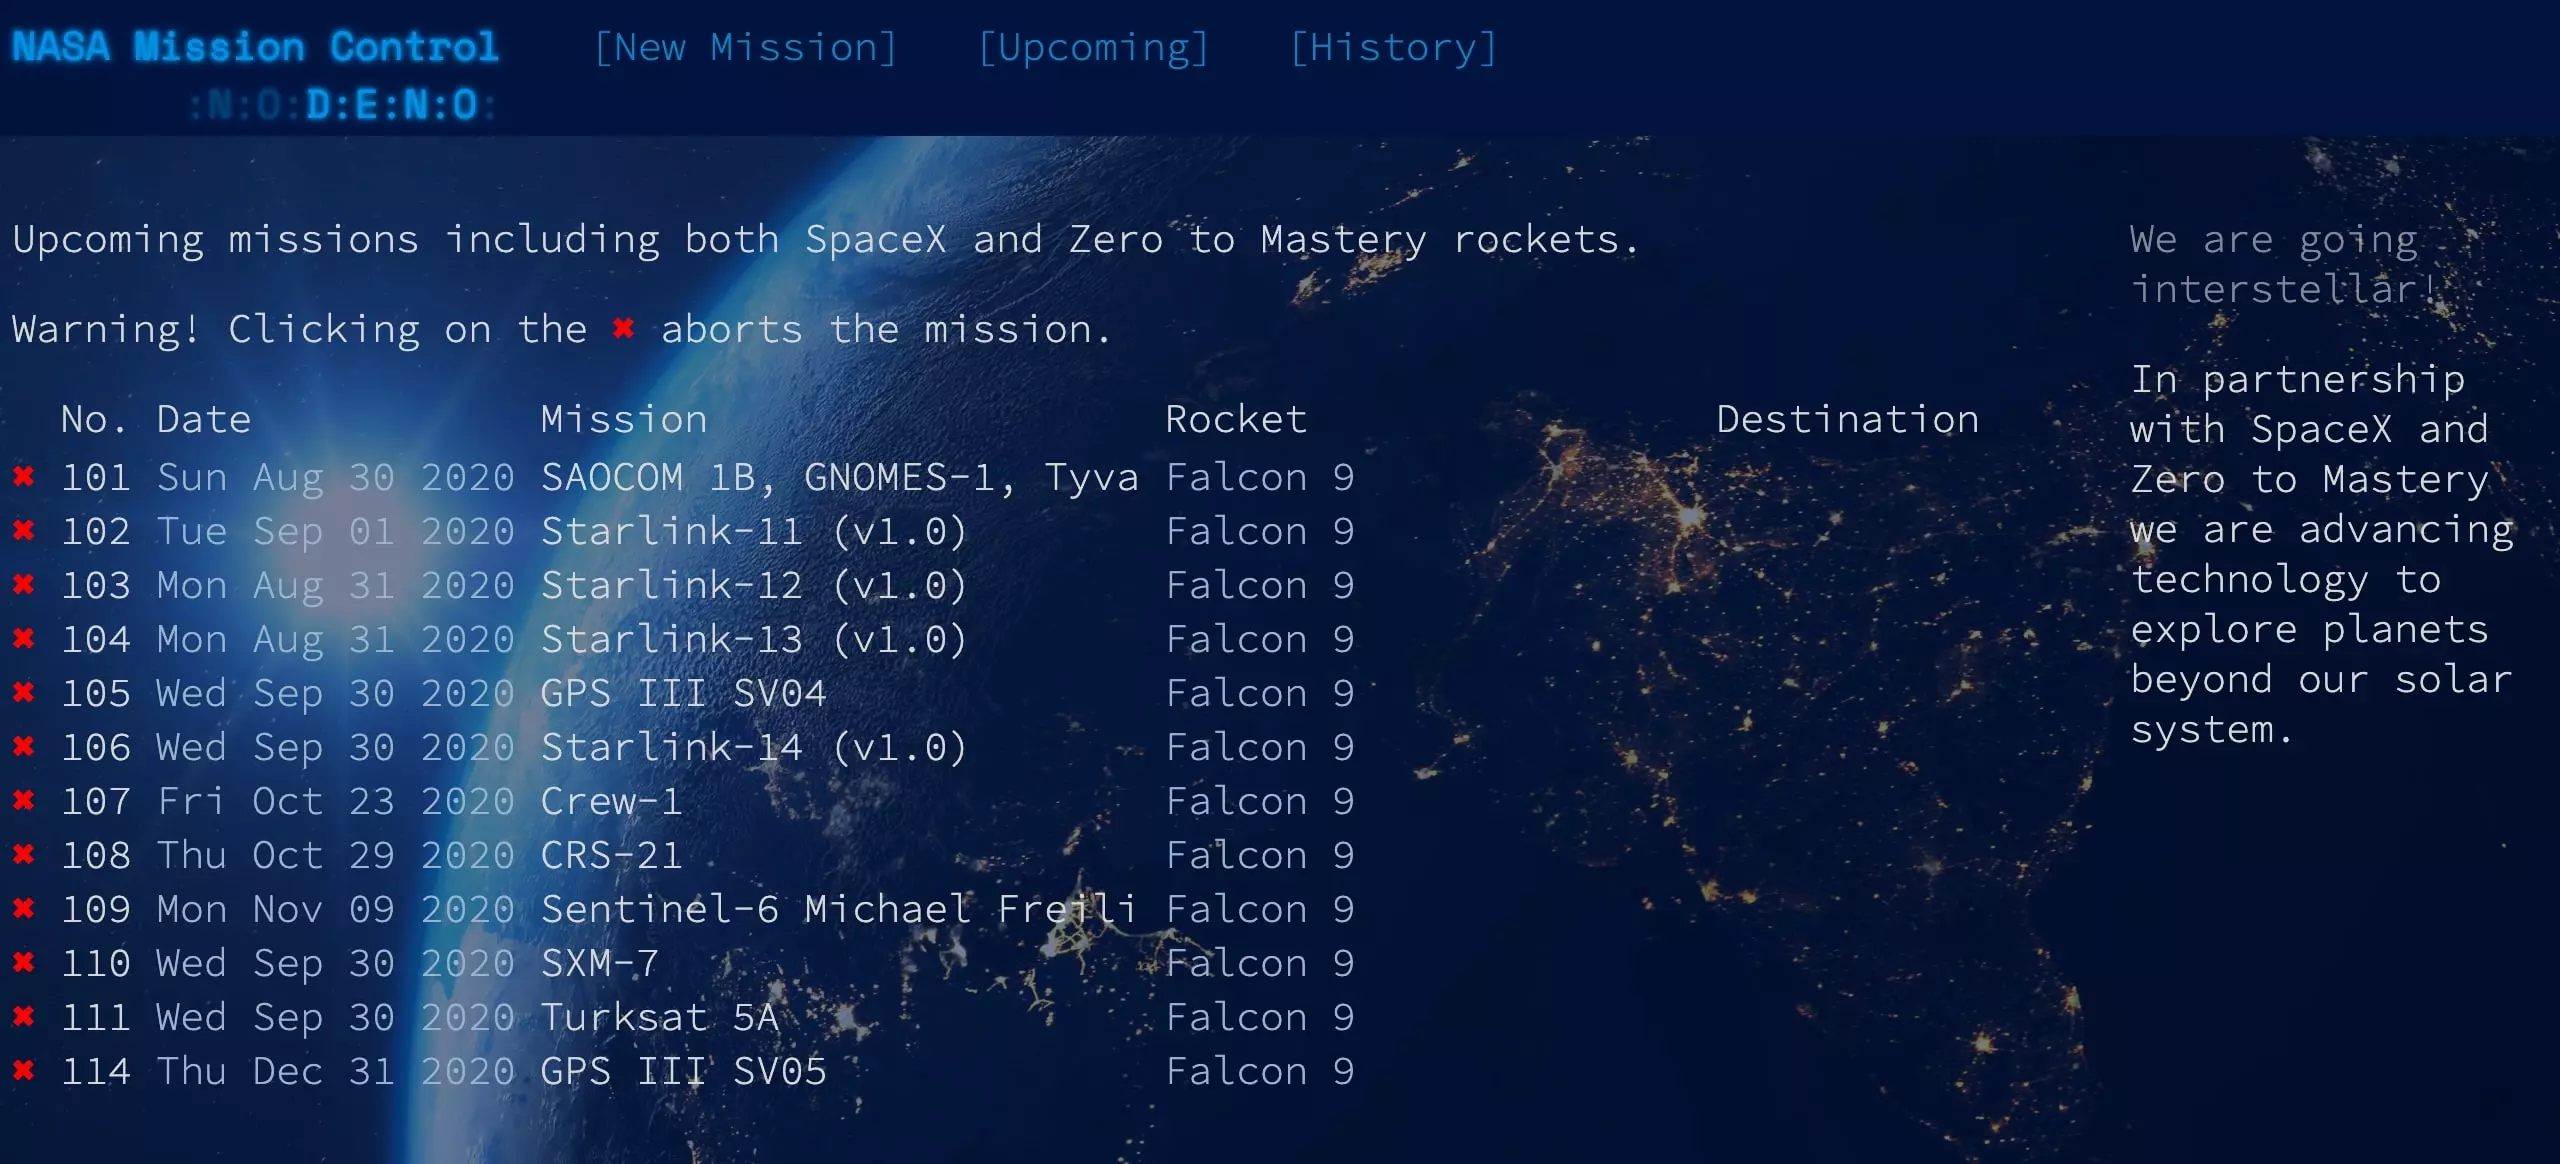 NASA Mission Control [New Mission] [Upcoming] [History]
:N:O:D:E:N:O:
Upcoming missions including both SpaceX and Zero to Mastery rockets.
Warning! Clicking on the ✖ aborts the mission.
No. Date Mission Rocket Destination
✖ 101 Sun Aug 30 2020 SAOCOM 1B, GNOMES-1, Tyva Falcon 9
✖ 102 Tue Sep 01 2020 Starlink-11 (v1.0) Falcon 9
✖ 103 Mon Aug 31 2020 Starlink-12 (v1.0) Falcon 9
✖ 104 Mon Aug 31 2020 Starlink-13 (v1.0) Falcon 9
✖ 105 Wed Sep 30 2020 GPS III SV04 Falcon 9
✖ 106 Wed Sep 30 2020 Starlink-14 (v1.0) Falcon 9
✖ 107 Fri Oct 23 2020 Crew-1 Falcon 9
✖ 108 Thu Oct 29 2020 CRS-21 Falcon 9
✖ 109 Mon Nov 09 2020 Sentinel-6 Michael Freili Falcon 9
✖ 110 Wed Sep 30 2020 SXM-7 Falcon 9
✖ 111 Wed Sep 30 2020 Turksat 5A Falcon 9
✖ 114 Thu Dec 31 2020 GPS III SV05 Falcon 9
We are going
interstellar!
In partnership
with SpaceX and
Zero to Mastery
we are advancing
technology to
explore planets
beyond our solar
system.